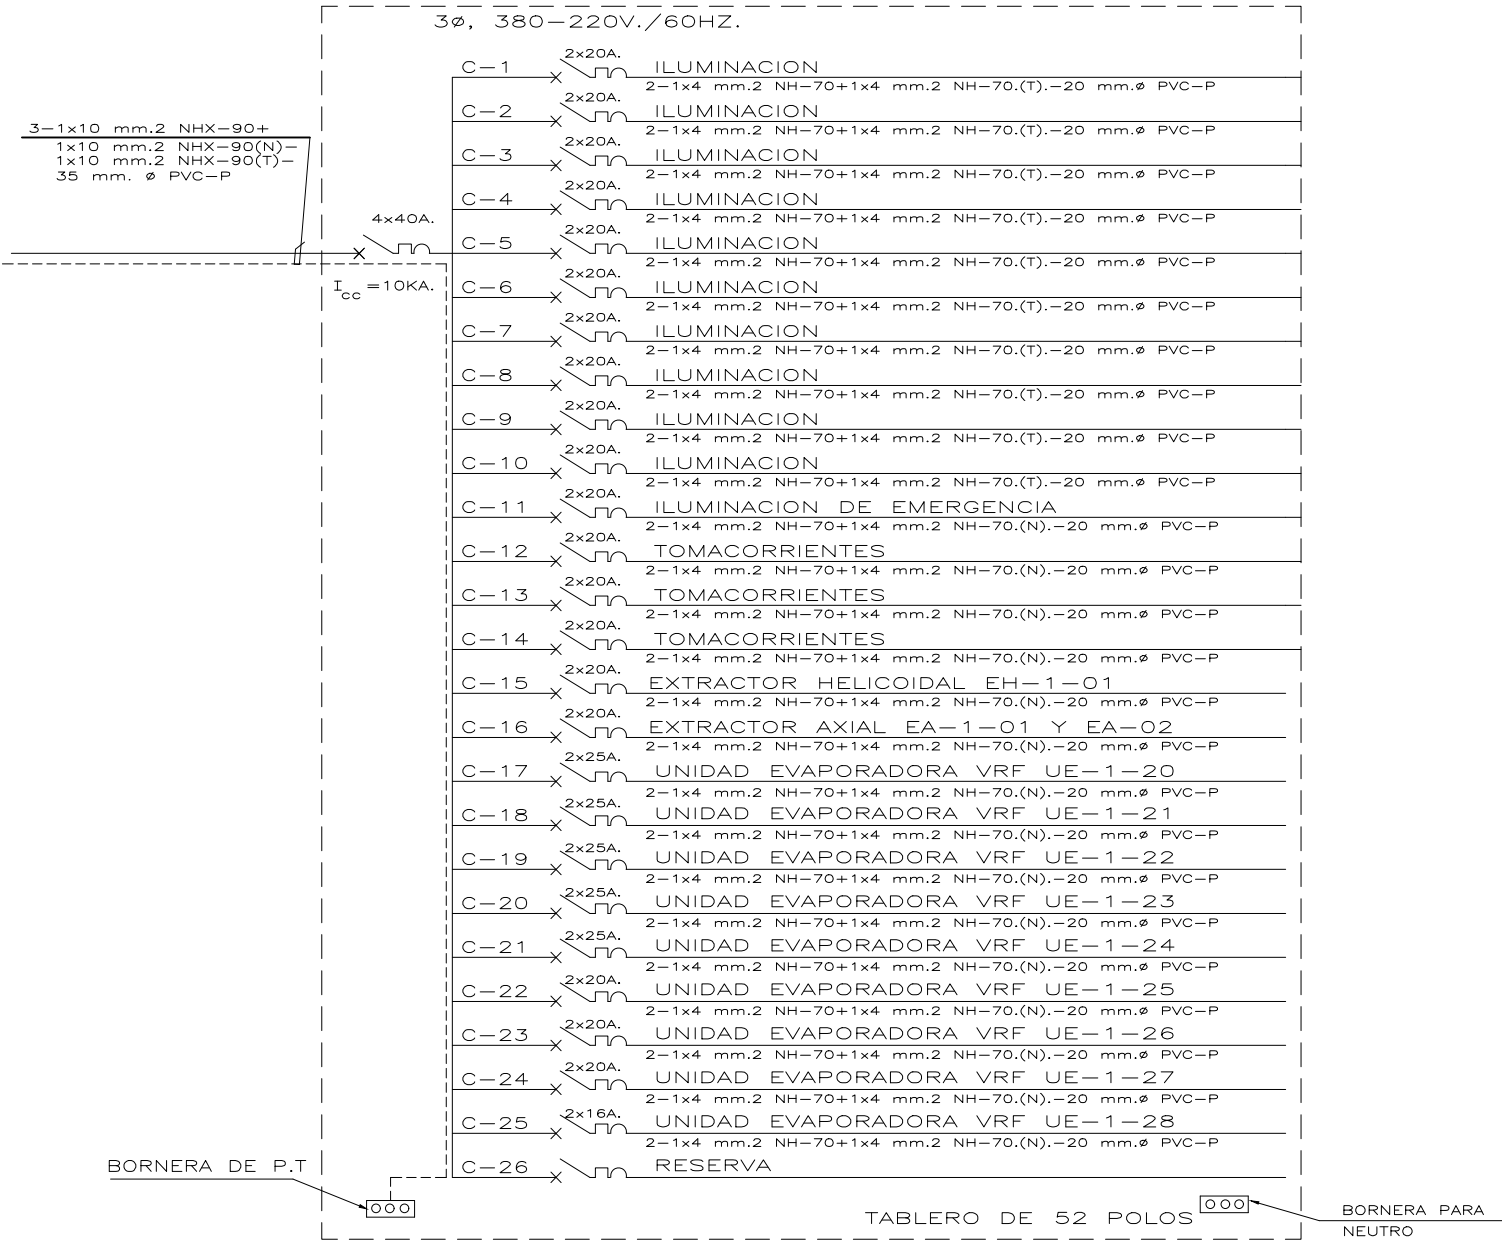 3ø, 380-220V./60HZ.
3-1x10 mm.2 NHX-90+
1x10 mm.2 NHX-90(N)-
1x10 mm.2 NHX-90(T)-
35 mm. ø PVC-P
4x40A.
Icc=10KA.
C-1 2x20A. ILUMINACION
2-1x4 mm.2 NH-70+1x4 mm.2 NH-70.(T).-20 mm.ø PVC-P
C-2 2x20A. ILUMINACION
2-1x4 mm.2 NH-70+1x4 mm.2 NH-70.(T).-20 mm.ø PVC-P
C-3 2x20A. ILUMINACION
2-1x4 mm.2 NH-70+1x4 mm.2 NH-70.(T).-20 mm.ø PVC-P
C-4 2x20A. ILUMINACION
2-1x4 mm.2 NH-70+1x4 mm.2 NH-70.(T).-20 mm.ø PVC-P
C-5 2x20A. ILUMINACION
2-1x4 mm.2 NH-70+1x4 mm.2 NH-70.(T).-20 mm.ø PVC-P
C-6 2x20A. ILUMINACION
2-1x4 mm.2 NH-70+1x4 mm.2 NH-70.(T).-20 mm.ø PVC-P
C-7 2x20A. ILUMINACION
2-1x4 mm.2 NH-70+1x4 mm.2 NH-70.(T).-20 mm.ø PVC-P
C-8 2x20A. ILUMINACION
2-1x4 mm.2 NH-70+1x4 mm.2 NH-70.(T).-20 mm.ø PVC-P
C-9 2x20A. ILUMINACION
2-1x4 mm.2 NH-70+1x4 mm.2 NH-70.(T).-20 mm.ø PVC-P
C-10 2x20A. ILUMINACION
2-1x4 mm.2 NH-70+1x4 mm.2 NH-70.(T).-20 mm.ø PVC-P
C-11 2x20A. ILUMINACION DE EMERGENCIA
2-1x4 mm.2 NH-70+1x4 mm.2 NH-70.(N).-20 mm.ø PVC-P
C-12 2x20A. TOMACORRIENTES
2-1x4 mm.2 NH-70+1x4 mm.2 NH-70.(N).-20 mm.ø PVC-P
C-13 2x20A. TOMACORRIENTES
2-1x4 mm.2 NH-70+1x4 mm.2 NH-70.(N).-20 mm.ø PVC-P
C-14 2x20A. TOMACORRIENTES
2-1x4 mm.2 NH-70+1x4 mm.2 NH-70.(N).-20 mm.ø PVC-P
C-15 2x20A. EXTRACTOR HELICOIDAL EH-1-01
2-1x4 mm.2 NH-70+1x4 mm.2 NH-70.(N).-20 mm.ø PVC-P
C-16 2x20A. EXTRACTOR AXIAL EA-1-01 Y EA-02
2-1x4 mm.2 NH-70+1x4 mm.2 NH-70.(N).-20 mm.ø PVC-P
C-17 2x25A. UNIDAD EVAPORADORA VRF UE-1-20
2-1x4 mm.2 NH-70+1x4 mm.2 NH-70.(N).-20 mm.ø PVC-P
C-18 2x25A. UNIDAD EVAPORADORA VRF UE-1-21
2-1x4 mm.2 NH-70+1x4 mm.2 NH-70.(N).-20 mm.ø PVC-P
C-19 2x25A. UNIDAD EVAPORADORA VRF UE-1-22
2-1x4 mm.2 NH-70+1x4 mm.2 NH-70.(N).-20 mm.ø PVC-P
C-20 2x25A. UNIDAD EVAPORADORA VRF UE-1-23
2-1x4 mm.2 NH-70+1x4 mm.2 NH-70.(N).-20 mm.ø PVC-P
C-21 2x25A. UNIDAD EVAPORADORA VRF UE-1-24
2-1x4 mm.2 NH-70+1x4 mm.2 NH-70.(N).-20 mm.ø PVC-P
C-22 2x20A. UNIDAD EVAPORADORA VRF UE-1-25
2-1x4 mm.2 NH-70+1x4 mm.2 NH-70.(N).-20 mm.ø PVC-P
C-23 2x20A. UNIDAD EVAPORADORA VRF UE-1-26
2-1x4 mm.2 NH-70+1x4 mm.2 NH-70.(N).-20 mm.ø PVC-P
C-24 2x20A. UNIDAD EVAPORADORA VRF UE-1-27
2-1x4 mm.2 NH-70+1x4 mm.2 NH-70.(N).-20 mm.ø PVC-P
C-25 2x16A. UNIDAD EVAPORADORA VRF UE-1-28
2-1x4 mm.2 NH-70+1x4 mm.2 NH-70.(N).-20 mm.ø PVC-P
C-26 RESERVA
BORNERA DE P.T
TABLERO DE 52 POLOS
BORNERA PARA
NEUTRO